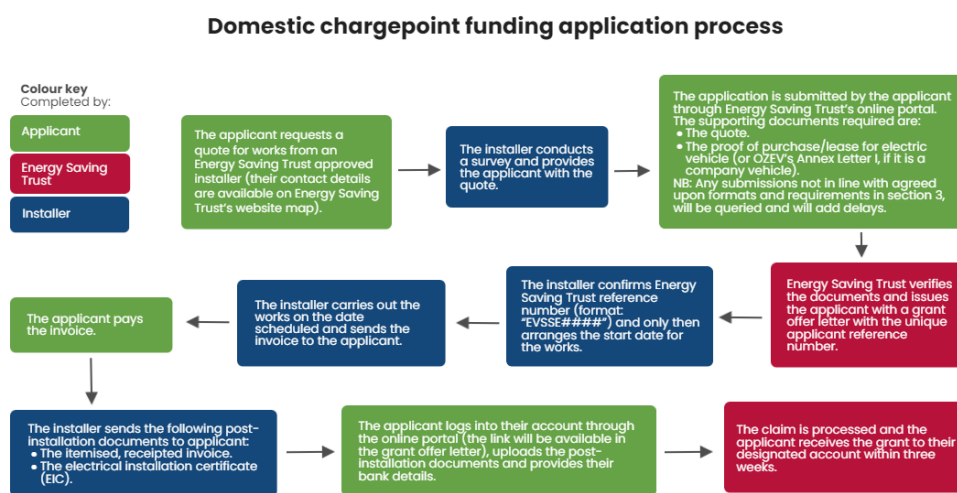 Domestic chargepoint funding application process
Colour key
Completed by:
Applicant
Energy Saving
Trust
Installer
The applicant requests a
quote for works from an
Energy Saving Trust approved
installer (their contact details
are available on Energy Saving
Trust's website map).
The installer conducts
a survey and provides
the applicant with the
quote.
The application is submitted by the applicant
through Energy Saving Trust's online portal.
The supporting documents required are:
• The quote.
• The proof of purchase/lease for electric
vehicle (or OZEV's Annex Letter I, if it is a
company vehicle).
NB: Any submissions not in line with agreed
upon formats and requirements in section 3,
will be queried and will add delays.
Energy Saving Trust verifies
the documents and issues
the applicant with a grant
offer letter with the unique
applicant reference
number.
The installer confirms Energy
Saving Trust reference
number (format:
"EVSSE####") and only then
arranges the start date for
the works.
The installer carries out the
works on the date
scheduled and sends the
invoice to the applicant.
The applicant pays
the invoice.
The installer sends the following post-
installation documents to applicant:
• The itemised, receipted invoice.
• The electrical installation certificate
(EIC).
The applicant logs into their account through
the online portal (the link will be available in
the grant offer letter), uploads the post-
installation documents and provides their
bank details.
The claim is processed and the
applicant receives the grant to their
designated account within three
weeks.